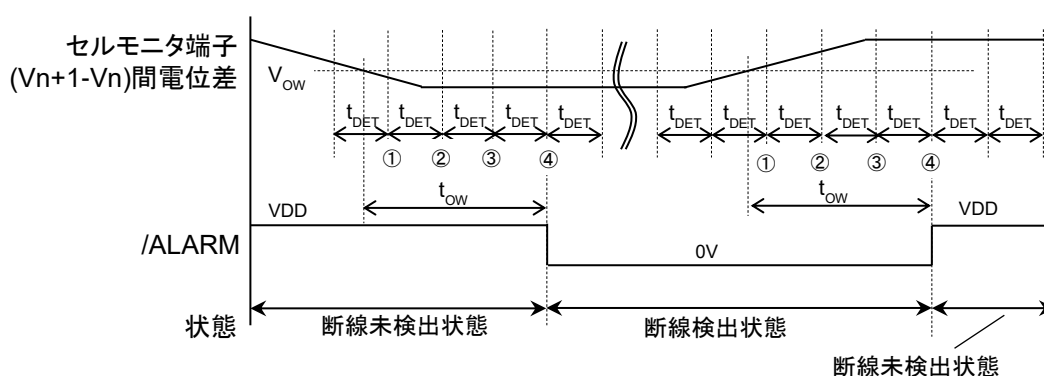 セルモニタ端子
(Vn+1-Vn)間電位差
VOW
tDET tDET tDET tDET tDET tDET tDET tDET tDET tDET tDET tDET
① ② ③ ④ ① ② ③ ④
tOW tOW
VDD VDD
/ALARM
0V
状態 断線未検出状態 断線検出状態
断線未検出状態